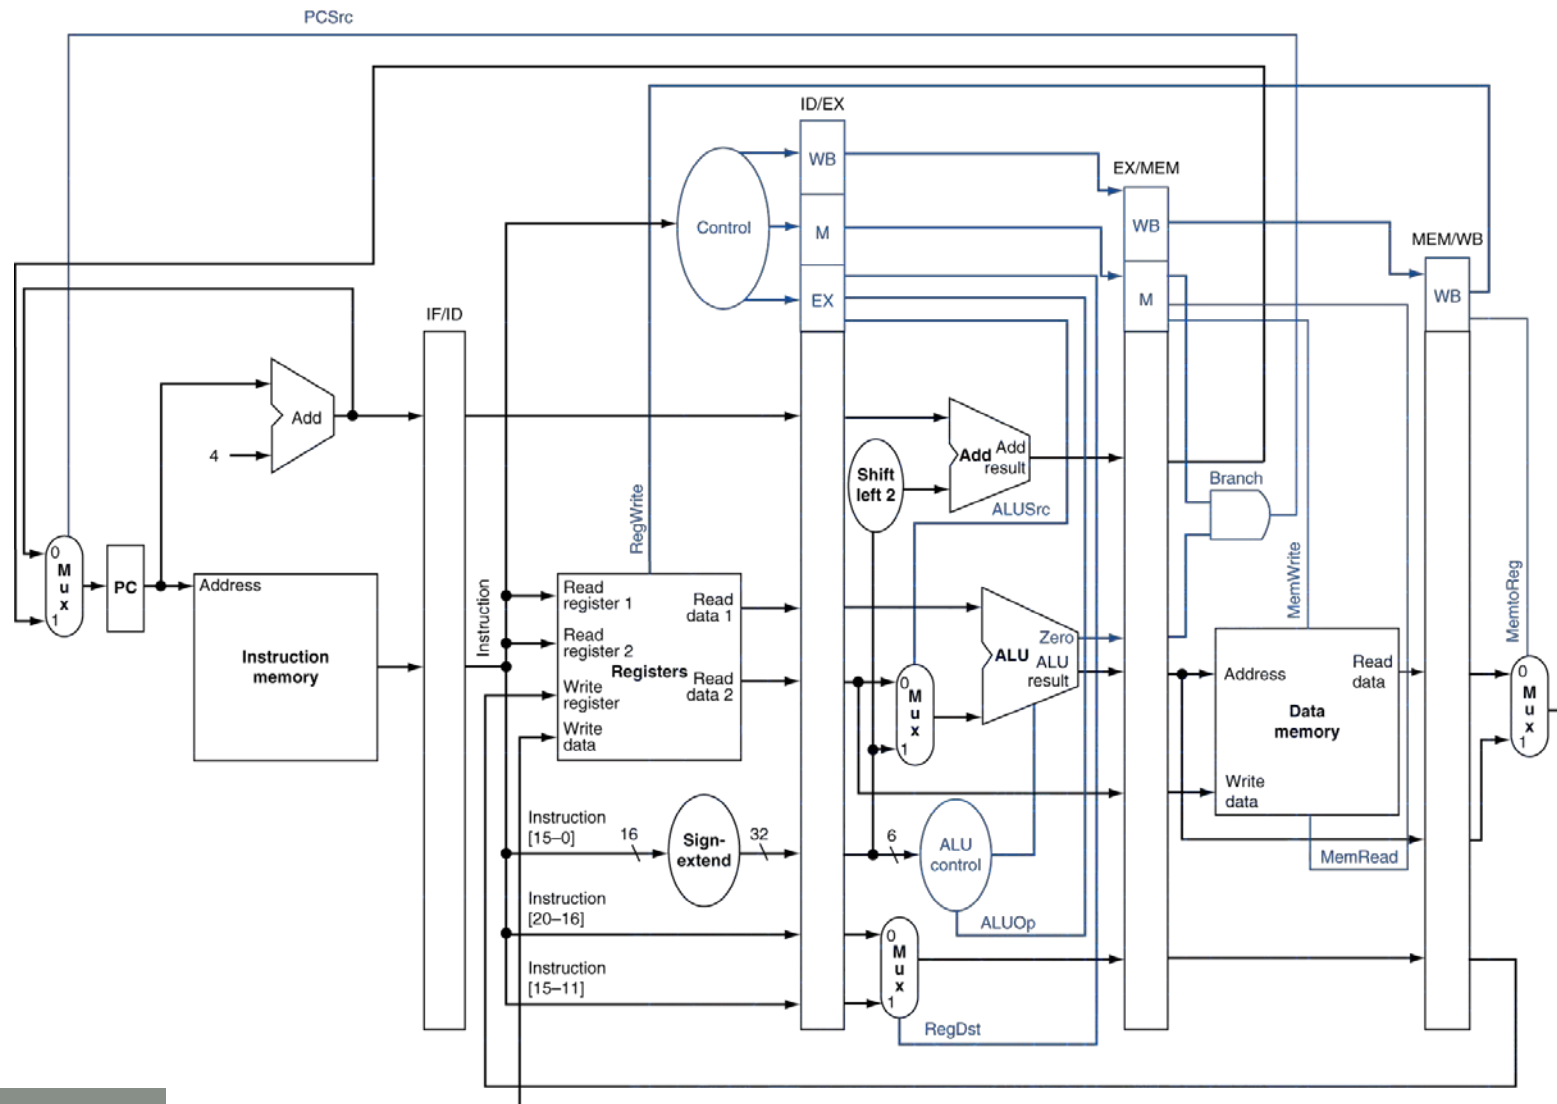 PCSrc
ID/EX
WB
EX/MEM
Control
M
WB
MEM/WB
EX
M
WB
IF/ID
Add
4
Add
Add
result
Shift
left 2
Branch
ALUSrc
RegWrite
MemWrite
MemtoReg
Instruction
0
M
u
x
1
PC
Address
Instruction
memory
Read
register 1
Read
register 2
Write
register
Write
data
Registers
Read
data 1
Read
data 2
0
M
u
x
1
Zero
ALU
ALU
result
Address
Read
data
Data
memory
Write
data
0
M
u
x
1
MemRead
Instruction
[15–0]
16
Sign-
extend
32
6
ALU
control
ALUOp
Instruction
[20–16]
Instruction
[15–11]
0
M
u
x
1
RegDst